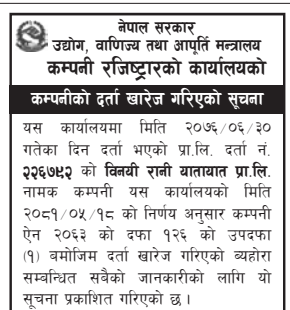 नेपाल सरकार
उद्योग, वाणिज्य तथा आपूर्ति मन्त्रालय
कम्पनी रजिष्ट्रारको कार्यालयको
कम्पनीको दर्ता खारेज गरिएको सूचना
यस कार्यालयमा मिति २०७६/०६/३०
गतेका दिन दर्ता भएको प्रा.लि. दर्ता नं.
२२६७९२ को विनयी रानी यातायात प्रा.लि.
नामक कम्पनी यस कार्यालयको मिति
२०८१/०५/१८ को निर्णय अनुसार कम्पनी
ऐन २०६३ को दफा १२६ को उपदफा
(१) बमोजिम दर्ता खारेज गरिएको ब्यहोरा
सम्बन्धित सवैको जानकारीको लागि यो
सूचना प्रकाशित गरिएको छ ।